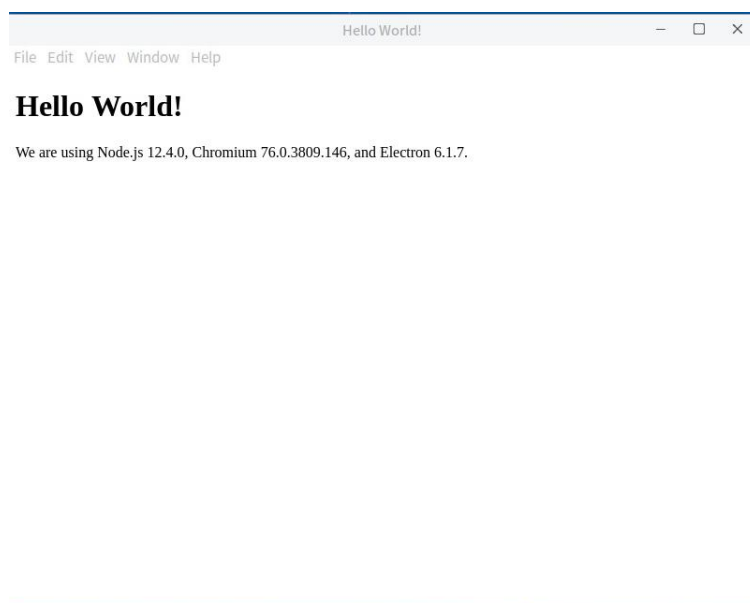 Hello World!
File Edit View Window Help
Hello World!
We are using Node.js 12.4.0, Chromium 76.0.3809.146, and Electron 6.1.7.